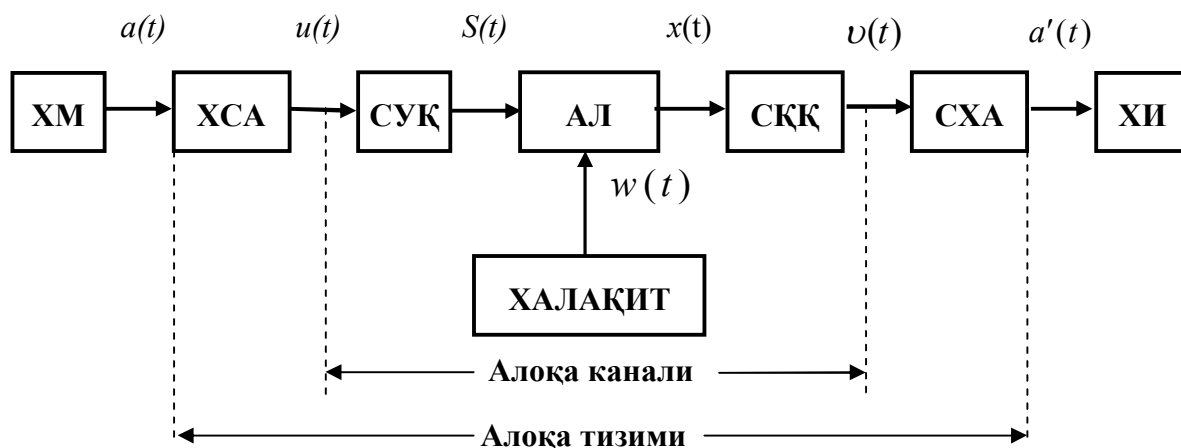 a(t) u(t) S(t) x(t) υ(t) a′(t)
ХМ ХСА СУҚ АЛ СҚҚ СХА ХИ
w(t)
ХАЛАҚИТ
Алоқа канали
Алоқа тизими